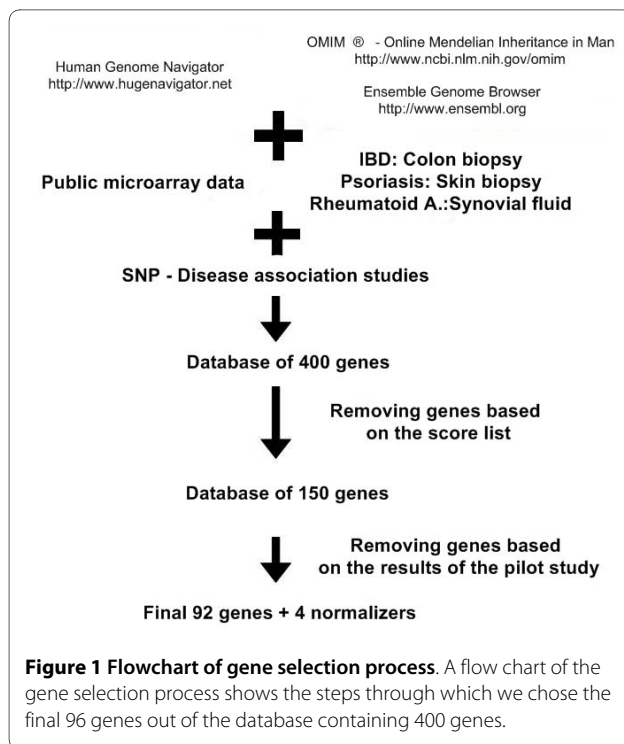 Human Genome Navigator
http://www.hugenavigator.net
OMIM ® - Online Mendelian Inheritance in Man
http://www.ncbi.nlm.nih.gov/omim
Ensemble Genome Browser
http://www.ensembl.org
Public microarray data
IBD: Colon biopsy
Psoriasis: Skin biopsy
Rheumatoid A.:Synovial fluid
SNP - Disease association studies
Database of 400 genes
Removing genes based
on the score list
Database of 150 genes
Removing genes based
on the results of the pilot study
Final 92 genes + 4 normalizers
Figure 1 Flowchart of gene selection process. A flow chart of the
gene selection process shows the steps through which we chose the
final 96 genes out of the database containing 400 genes.